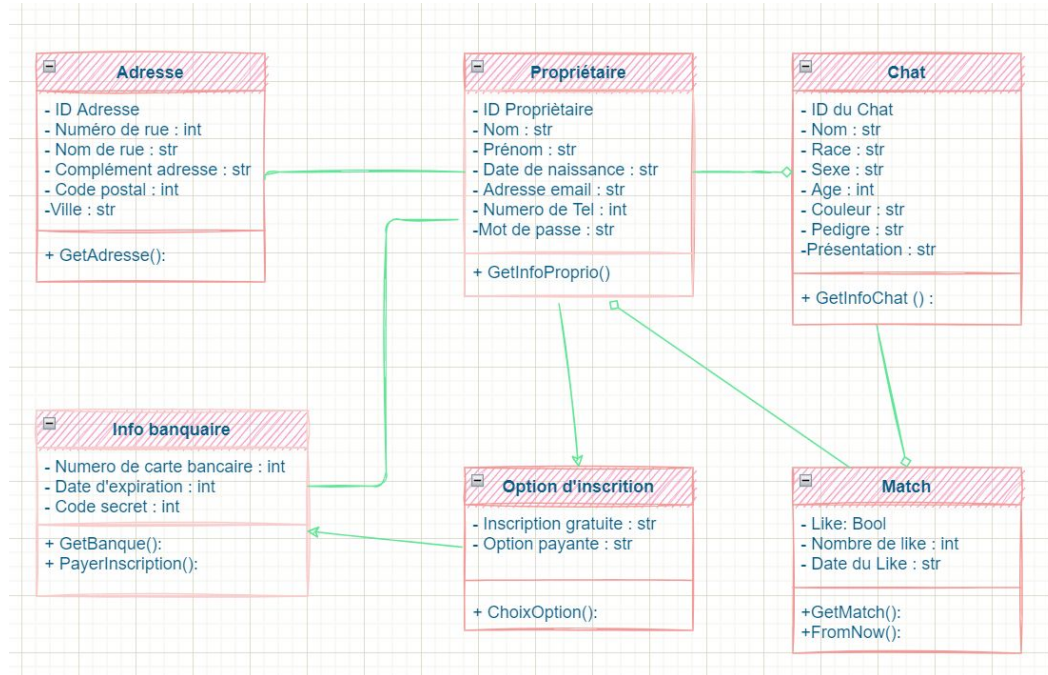 Adresse
- ID Adresse
- Numéro de rue : int
- Nom de rue : str
- Complément adresse : str
- Code postal : int
-Ville : str
+ GetAdresse():
Propriétaire
- ID Propriètaire
- Nom : str
- Prénom : str
- Date de naissance : str
- Adresse email : str
- Numero de Tel : int
-Mot de passe : str
+ GetInfoProprio()
Chat
- ID du Chat
- Nom : str
- Race : str
- Sexe : str
- Age : int
- Couleur : str
- Pedigre : str
-Présentation : str
+ GetInfoChat () :
Info banquaire
- Numero de carte bancaire : int
- Date d'expiration : int
- Code secret : int
+ GetBanque():
+ PayerInscription():
Option d'inscrition
- Inscription gratuite : str
- Option payante : str
+ ChoixOption():
Match
- Like: Bool
- Nombre de like : int
- Date du Like : str
+GetMatch():
+FromNow():